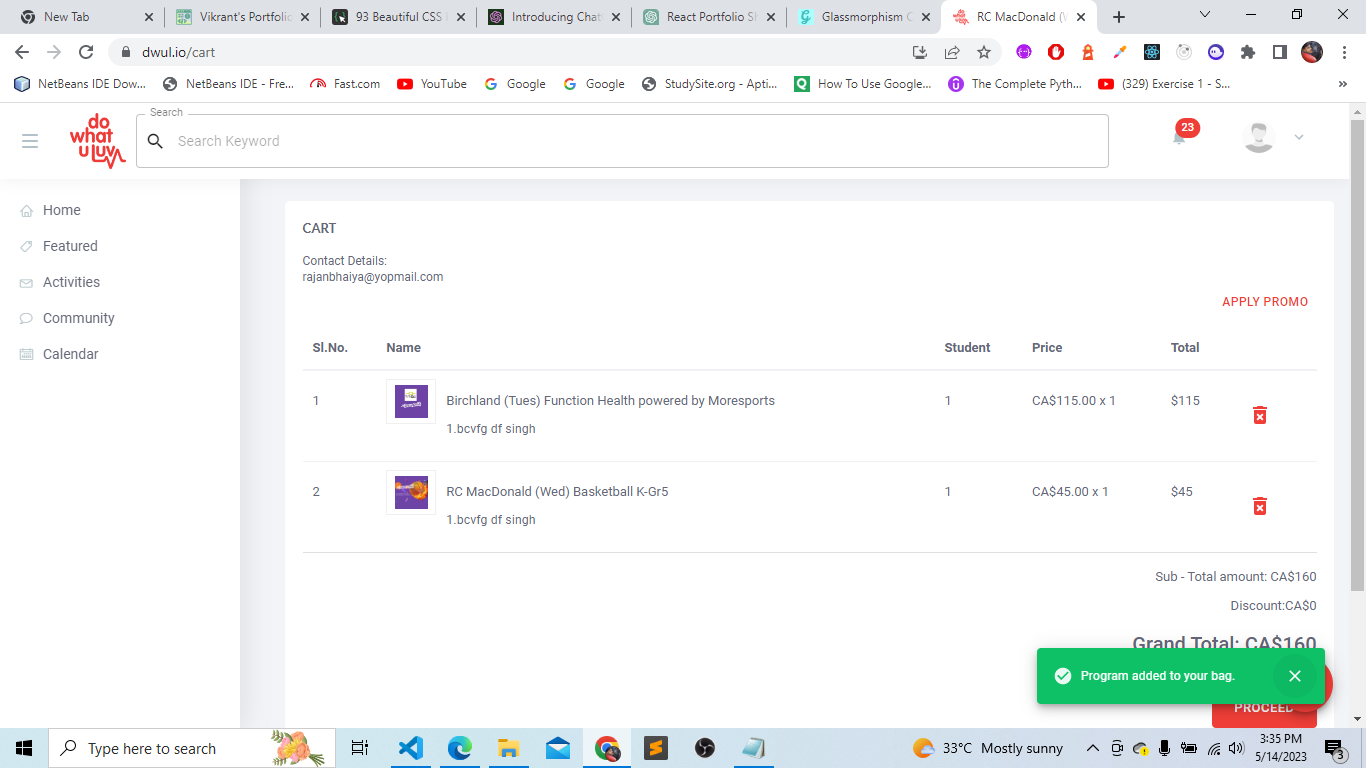 New Tab
Vikrant's Portfolio
93 Beautiful CSS
Introducing Chat
React Portfolio S
Glassmorphism
RC MacDonald (
dwul.io/cart
NetBeans IDE Dow...
NetBeans IDE - Fre...
Fast.com
YouTube
Google
Google
StudySite.org - Apti...
How To Use Google...
The Complete Pyth...
(329) Exercise 1 - S...
»
do
what
u luv
Search
Search Keyword
23
Home
Featured
Activities
Community
Calendar
CART
Contact Details:
rajanbhaiya@yopmail.com
APPLY PROMO
Sl.No. Name Student Price Total
1 Birchland (Tues) Function Health powered by Moresports 1 CA$115.00 x 1 $115
1.bcvfg df singh
2 RC MacDonald (Wed) Basketball K-Gr5 1 CA$45.00 x 1 $45
1.bcvfg df singh
Sub - Total amount: CA$160
Discount:CA$0
Grand Total: CA$160
Program added to your bag.
PROCEED
Type here to search
33°C Mostly sunny
3:35 PM
5/14/2023
3